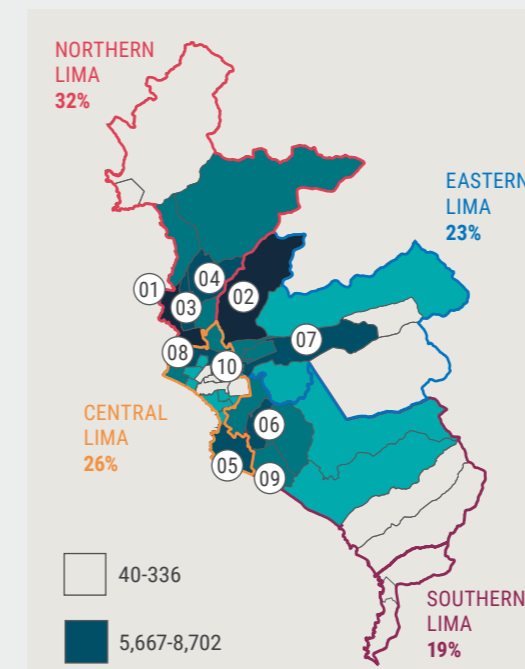 NORTHERN
LIMA
32%
EASTERN
LIMA
23%
01
04
02
03
07
08
10
CENTRAL
LIMA
26%
06
05
09
40-336
5,667-8,702
SOUTHERN
LIMA
19%